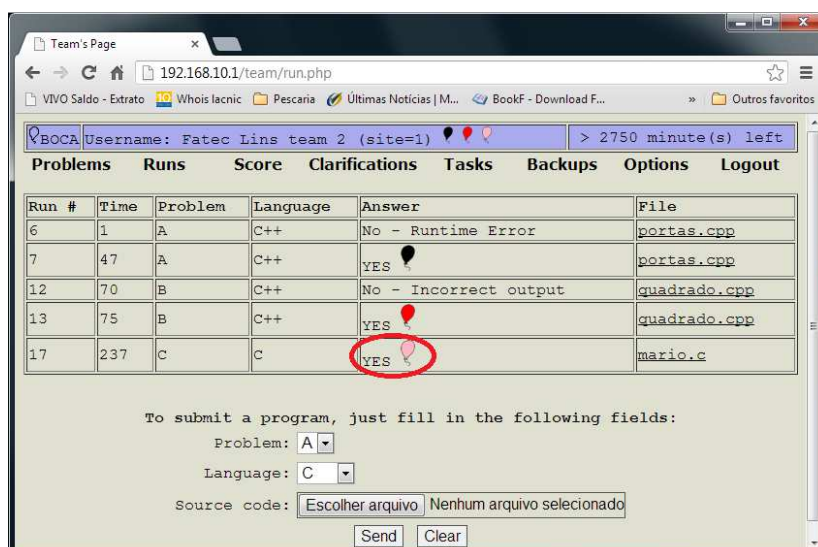 Team's Page
192.168.10.1/team/run.php
VIVO Saldo - Extrato Whois lacnic Pescaria Últimas Notícias | M... BookF - Download F... » Outros favoritos
BOCA Username: Fatec Lins team 2 (site=1) > 2750 minute(s) left
Problems Runs Score Clarifications Tasks Backups Options Logout
Run # Time Problem Language Answer File
6 1 A C++ No - Runtime Error portas.cpp
7 47 A C++ YES portas.cpp
12 70 B C++ No - Incorrect output quadrado.cpp
13 75 B C++ YES quadrado.cpp
17 237 C C YES mario.c
To submit a program, just fill in the following fields:
Problem: A
Language: C
Source code: Escolher arquivo Nenhum arquivo selecionado
Send Clear